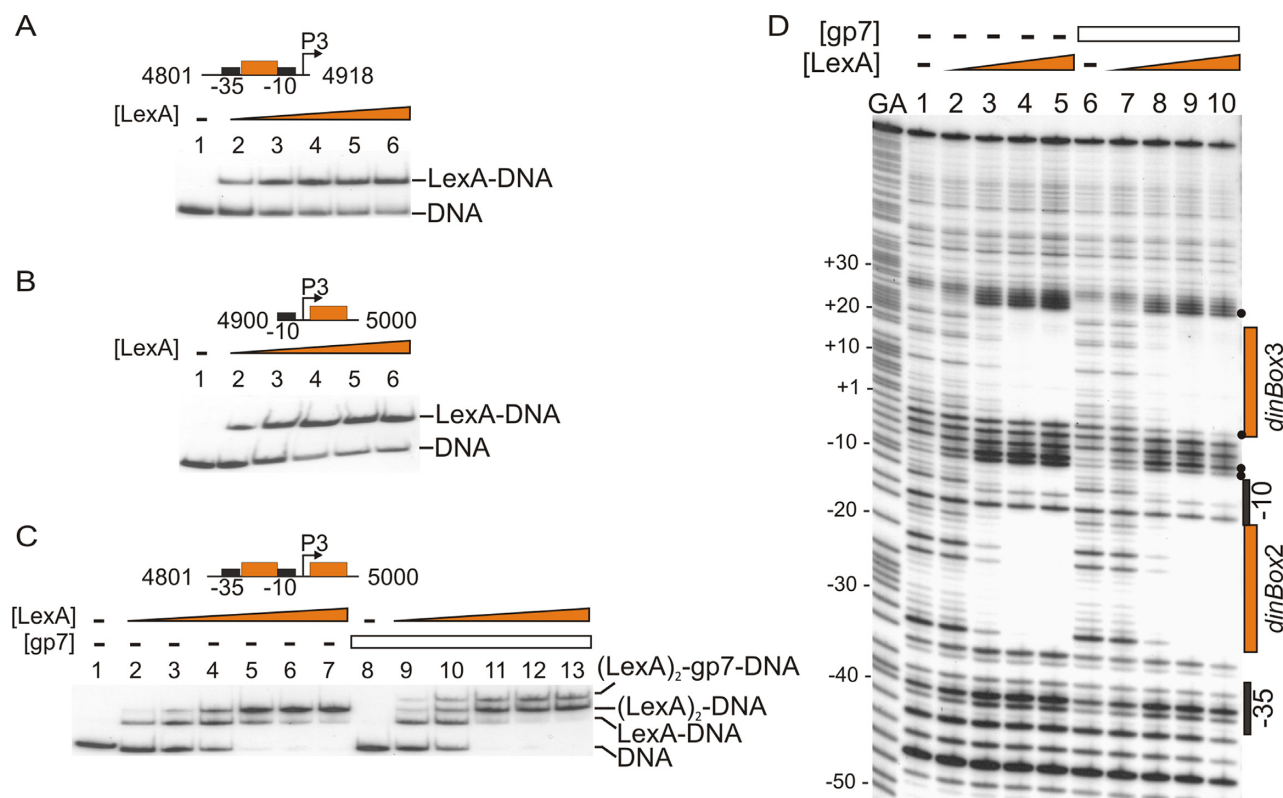 A
P3
4801 -35 -10 4918
[LexA] -
1 2 3 4 5 6
LexA-DNA
DNA
B
P3
4900 -10 5000
[LexA] -
1 2 3 4 5 6
LexA-DNA
DNA
C
P3
4801 -35 -10 5000
[LexA] - -
[gp7] - - - - - - -
1 2 3 4 5 6 7 8 9 10 11 12 13
(LexA)₂-gp7-DNA
(LexA)₂-DNA
LexA-DNA
DNA
D
[gp7] - - - - -
[LexA] - -
GA 1 2 3 4 5 6 7 8 9 10
+30 -
+20 -
+10 -
+1 -
-10 -
-20 -
-30 -
-40 -
-50 -
dinBox3
-10
dinBox2
-35